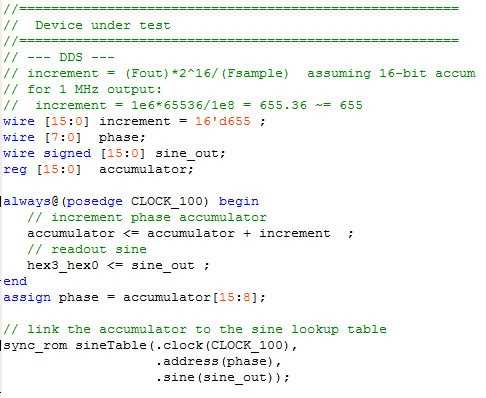 //=======================================================
//  Device under test
//=======================================================
// --- DDS ---
// increment = (Fout)*2^16/(Fsample)  assuming 16-bit accum
// for 1 MHz output:
//  increment = 1e6*65536/1e8 = 655.36 ~= 655
wire [15:0] increment = 16'd655 ;
wire [7:0]  phase;
wire signed [15:0] sine_out;
reg [15:0]  accumulator;
always@(posedge CLOCK_100) begin
// increment phase accumulator
accumulator <= accumulator + increment  ;
// readout sine
hex3_hex0 <= sine_out ;
end
assign phase = accumulator[15:8];
// link the accumulator to the sine lookup table
sync_rom sineTable(.clock(CLOCK_100),
.address(phase),
.sine(sine_out));